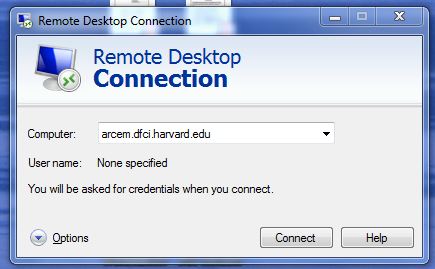 Remote Desktop Connection
Remote Desktop
Connection
Computer: arcem.dfci.harvard.edu
User name: None specified
You will be asked for credentials when you connect.
Options Connect Help